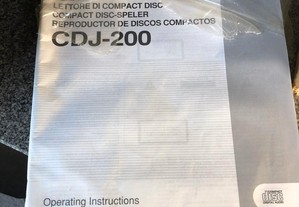 LETTORE DI COMPACT DISC
COMPACT DISC-SPELER
REPRODUCTOR DE DISCOS COMPACTOS
CDJ-200
Operating Instructions